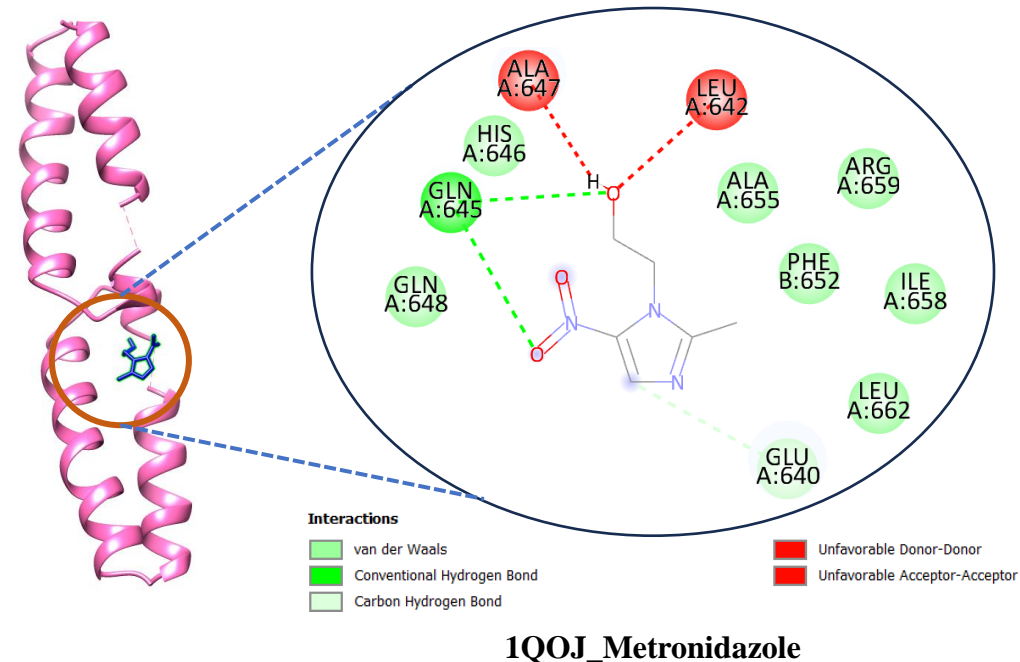 ALA
A:647
LEU
A:642
HIS
A:646
GLN
A:645
H
O
ALA
A:655
ARG
A:659
GLN
A:648
PHE
B:652
ILE
A:658
O
N
O
N
N
LEU
A:662
GLU
A:640
Interactions
van der Waals
Conventional Hydrogen Bond
Carbon Hydrogen Bond
Unfavorable Donor-Donor
Unfavorable Acceptor-Acceptor
1QOJ_Metronidazole